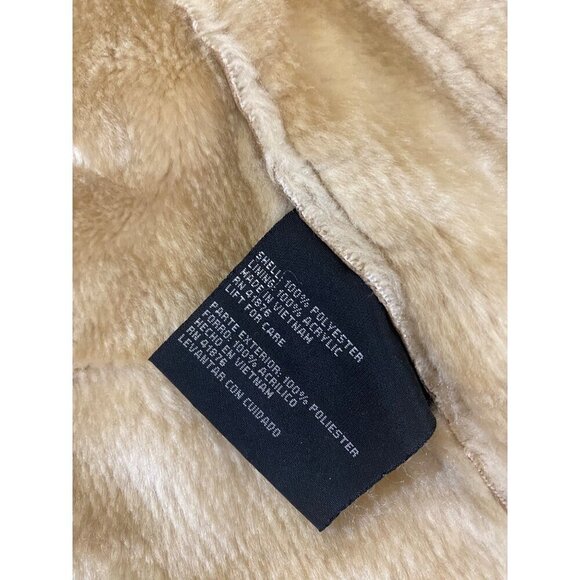 SHELL: 100% POLYESTER
LINING: 100% ACRYLIC
MADE IN VIETNAM
RN 41876
LIFT FOR CARE
PARTE EXTERIOR: 100% POLIESTER
FORRO: 100% ACRILICO
HECHO EN VIETNAM
RN 41876
LEVANTAR CON CUIDADO